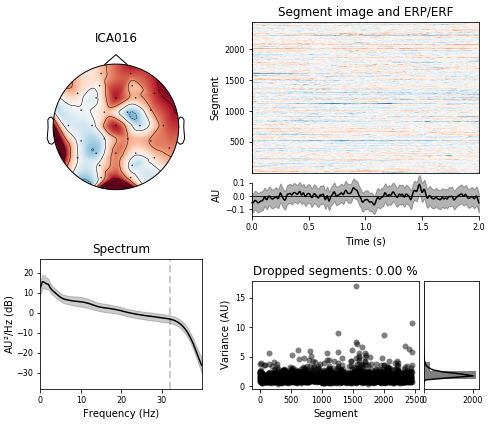 ICA016
Segment image and ERP/ERF
Segment
2000
1500
1000
500
AU
0.1
0.0
−0.1
0.0 0.5 1.0 1.5 2.0
Time (s)
Spectrum
AU²/Hz (dB)
20
10
0
−10
−20
−30
0 10 20 30
Frequency (Hz)
Dropped segments: 0.00 %
Variance (AU)
15
10
5
0
0 500 1000 1500 2000 2500
Segment
0 2000